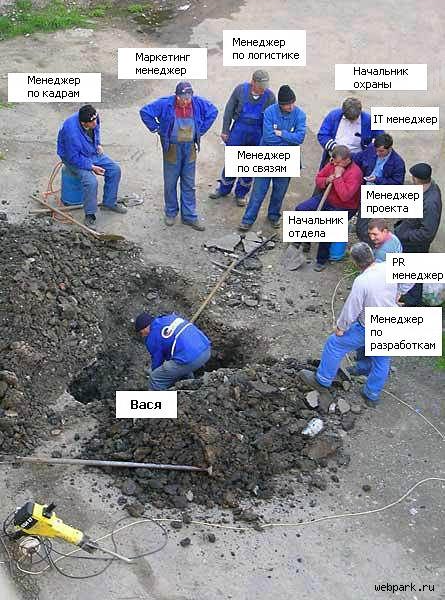 Менеджер
по логистике
Маркетинг
менеджер
Менеджер
по кадрам
Начальник
охраны
IT менеджер
Менеджер
по связям
Менеджер
проекта
Начальник
отдела
PR
менеджер
Менеджер
по
разработкам
Вася
webpark.ru